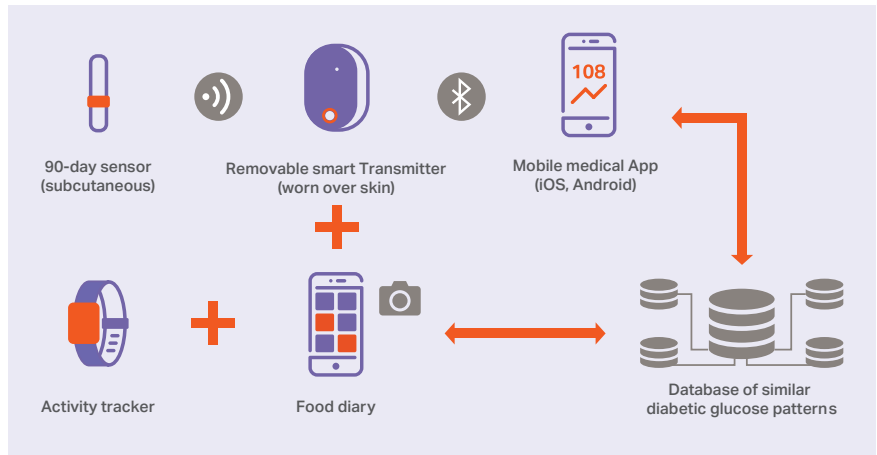 108
90-day sensor
(subcutaneous)
Removable smart Transmitter
(worn over skin)
Mobile medical App
(iOS, Android)
Activity tracker
Food diary
Database of similar
diabetic glucose patterns